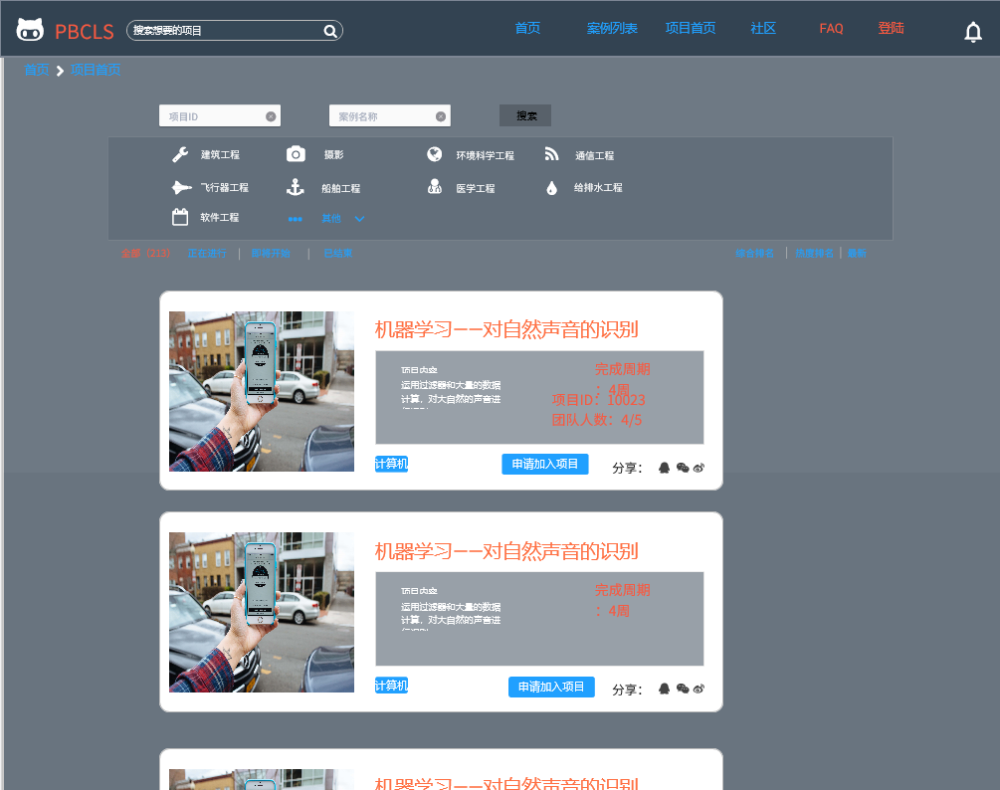 PBCLS
搜索想要的项目
首页
案例列表
项目首页
社区
FAQ
登陆
首页
项目首页
项目ID
案例名称
搜索
建筑工程
摄影
环境科学工程
通信工程
飞行器工程
船舶工程
医学工程
给排水工程
软件工程
其他
全部（213）
正在进行
|
即将开始
|
已结束
综合排名
|
热度排名
|
最新
机器学习——对自然声音的识别
项目内容
运用过滤器和大量的数据
计算，对大自然的声音进
完成周期
：4周
项目ID：10023
团队人数：4/5
计算机
申请加入项目
分享：
机器学习——对自然声音的识别
项目内容
运用过滤器和大量的数据
计算，对大自然的声音进
完成周期
：4周
计算机
申请加入项目
分享：
机器学习——对自然声音的识别